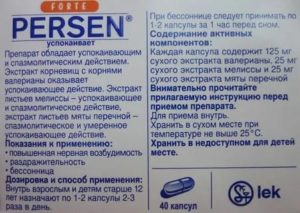 FORTE
PERSEN®
успокаивает
Препарат обладает успокаивающим
и спазмолитическим действием.
Экстракт корневищ с корнями
валерианы оказывает
успокаивающее действие. Экстракт
листьев мелиссы – успокаивающее
и спазмолитическое действие,
экстракт листьев мяты перечной –
спазмолитическое и умеренное
успокаивающее действие.
Показания к применению:
• повышенная нервная возбудимость
• раздражительность
• бессонница
Дозировка и способ применения:
Внутрь взрослым и детям старше 12
лет назначают по 1-2 капсулы 2-3
раза в день.
При бессоннице следует принимать по
1-2 капсулы за 1 час перед сном.
Содержание активных
компонентов:
Каждая капсула содержит 125 мг
сухого экстракта валерианы, 25 мг
сухого экстракта мелиссы и 25 мг
сухого экстракта мяты перечной
Внимательно прочитайте
прилагаемую инструкцию перед
приемом препарата.
Для приема внутрь.
Хранить в сухом месте при
температуре не выше 25°С.
Хранить в недоступном для детей
месте.
40 капсул
lek